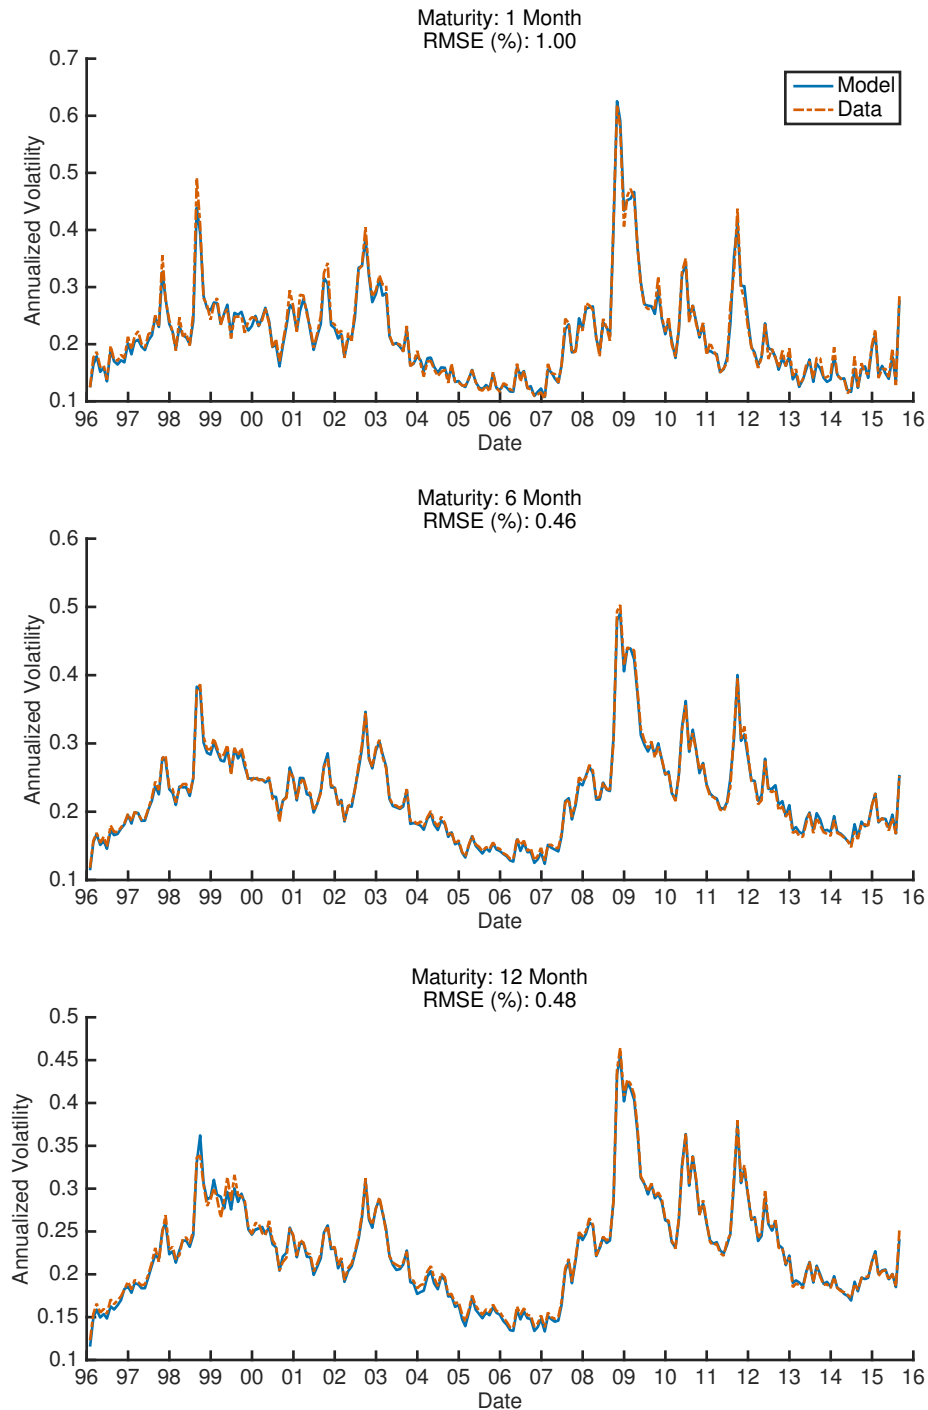 Maturity: 1 Month
RMSE (%): 1.00
0.7
0.6
0.5
0.4
0.3
0.2
0.1
Annualized Volatility
Model
Data
96 97 98 99 00 01 02 03 04 05 06 07 08 09 10 11 12 13 14 15 16
Date
Maturity: 6 Month
RMSE (%): 0.46
0.6
0.5
0.4
0.3
0.2
0.1
Annualized Volatility
96 97 98 99 00 01 02 03 04 05 06 07 08 09 10 11 12 13 14 15 16
Date
Maturity: 12 Month
RMSE (%): 0.48
0.5
0.45
0.4
0.35
0.3
0.25
0.2
0.15
0.1
Annualized Volatility
96 97 98 99 00 01 02 03 04 05 06 07 08 09 10 11 12 13 14 15 16
Date